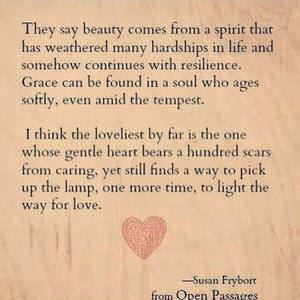 They say beauty comes from a spirit that
has weathered many hardships in life and
somehow continues with resilience.
Grace can be found in a soul who ages
softly, even amid the tempest.
I think the loveliest by far is the one
whose gentle heart bears a hundred scars
from caring, yet still finds a way to pick
up the lamp, one more time, to light the
way for love.
—Susan Frybort
from Open Passages